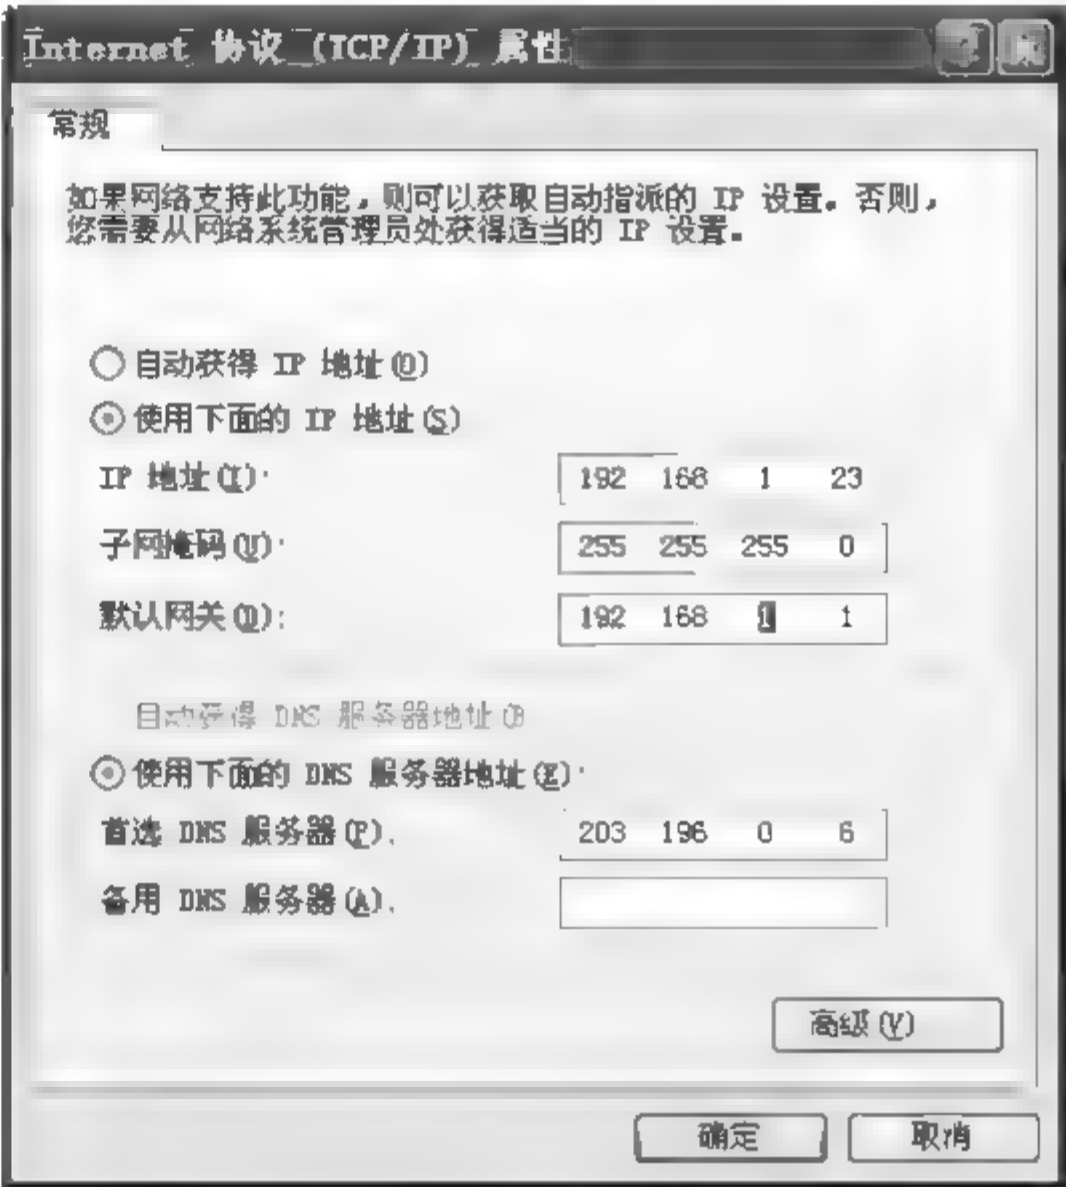 Internet 协议 (TCP/IP) 属性
常规
如果网络支持此功能，则可以获取自动指派的 IP 设置。否则，
您需要从网络系统管理员处获得适当的 IP 设置。
自动获得 IP 地址(O)
使用下面的 IP 地址(S)
IP 地址(I): 192 168 1 23
子网掩码(U): 255 255 255 0
默认网关(D): 192 168 1 1
自动获得 DNS 服务器地址(B
使用下面的 DNS 服务器地址(E):
首选 DNS 服务器(P). 203 196 0 6
备用 DNS 服务器(A).
高级(V)
确定 取消